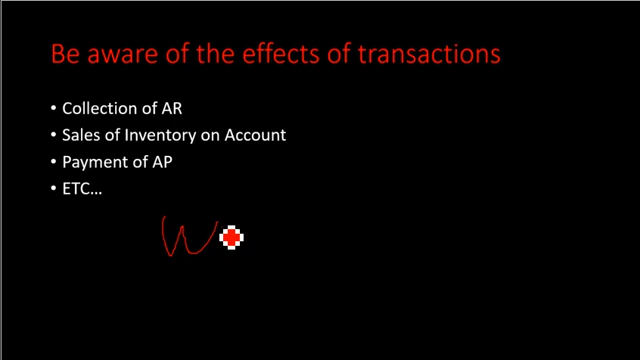 Be aware of the effects of transactions
• Collection of AR
• Sales of Inventory on Account
• Payment of AP
• ETC…
W